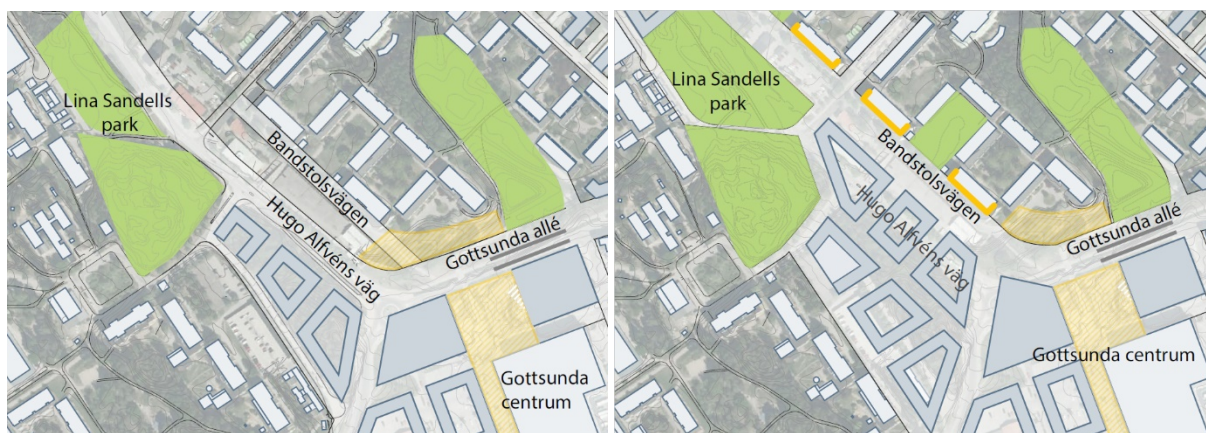 Lina Sandells
park
Bandstolsvägen
Hugo Alfvéns väg
Gottsunda allé
Gottsunda
centrum
Lina Sandells
park
Bandstolsvägen
Hugo Alfvéns väg
Gottsunda allé
Gottsunda centrum